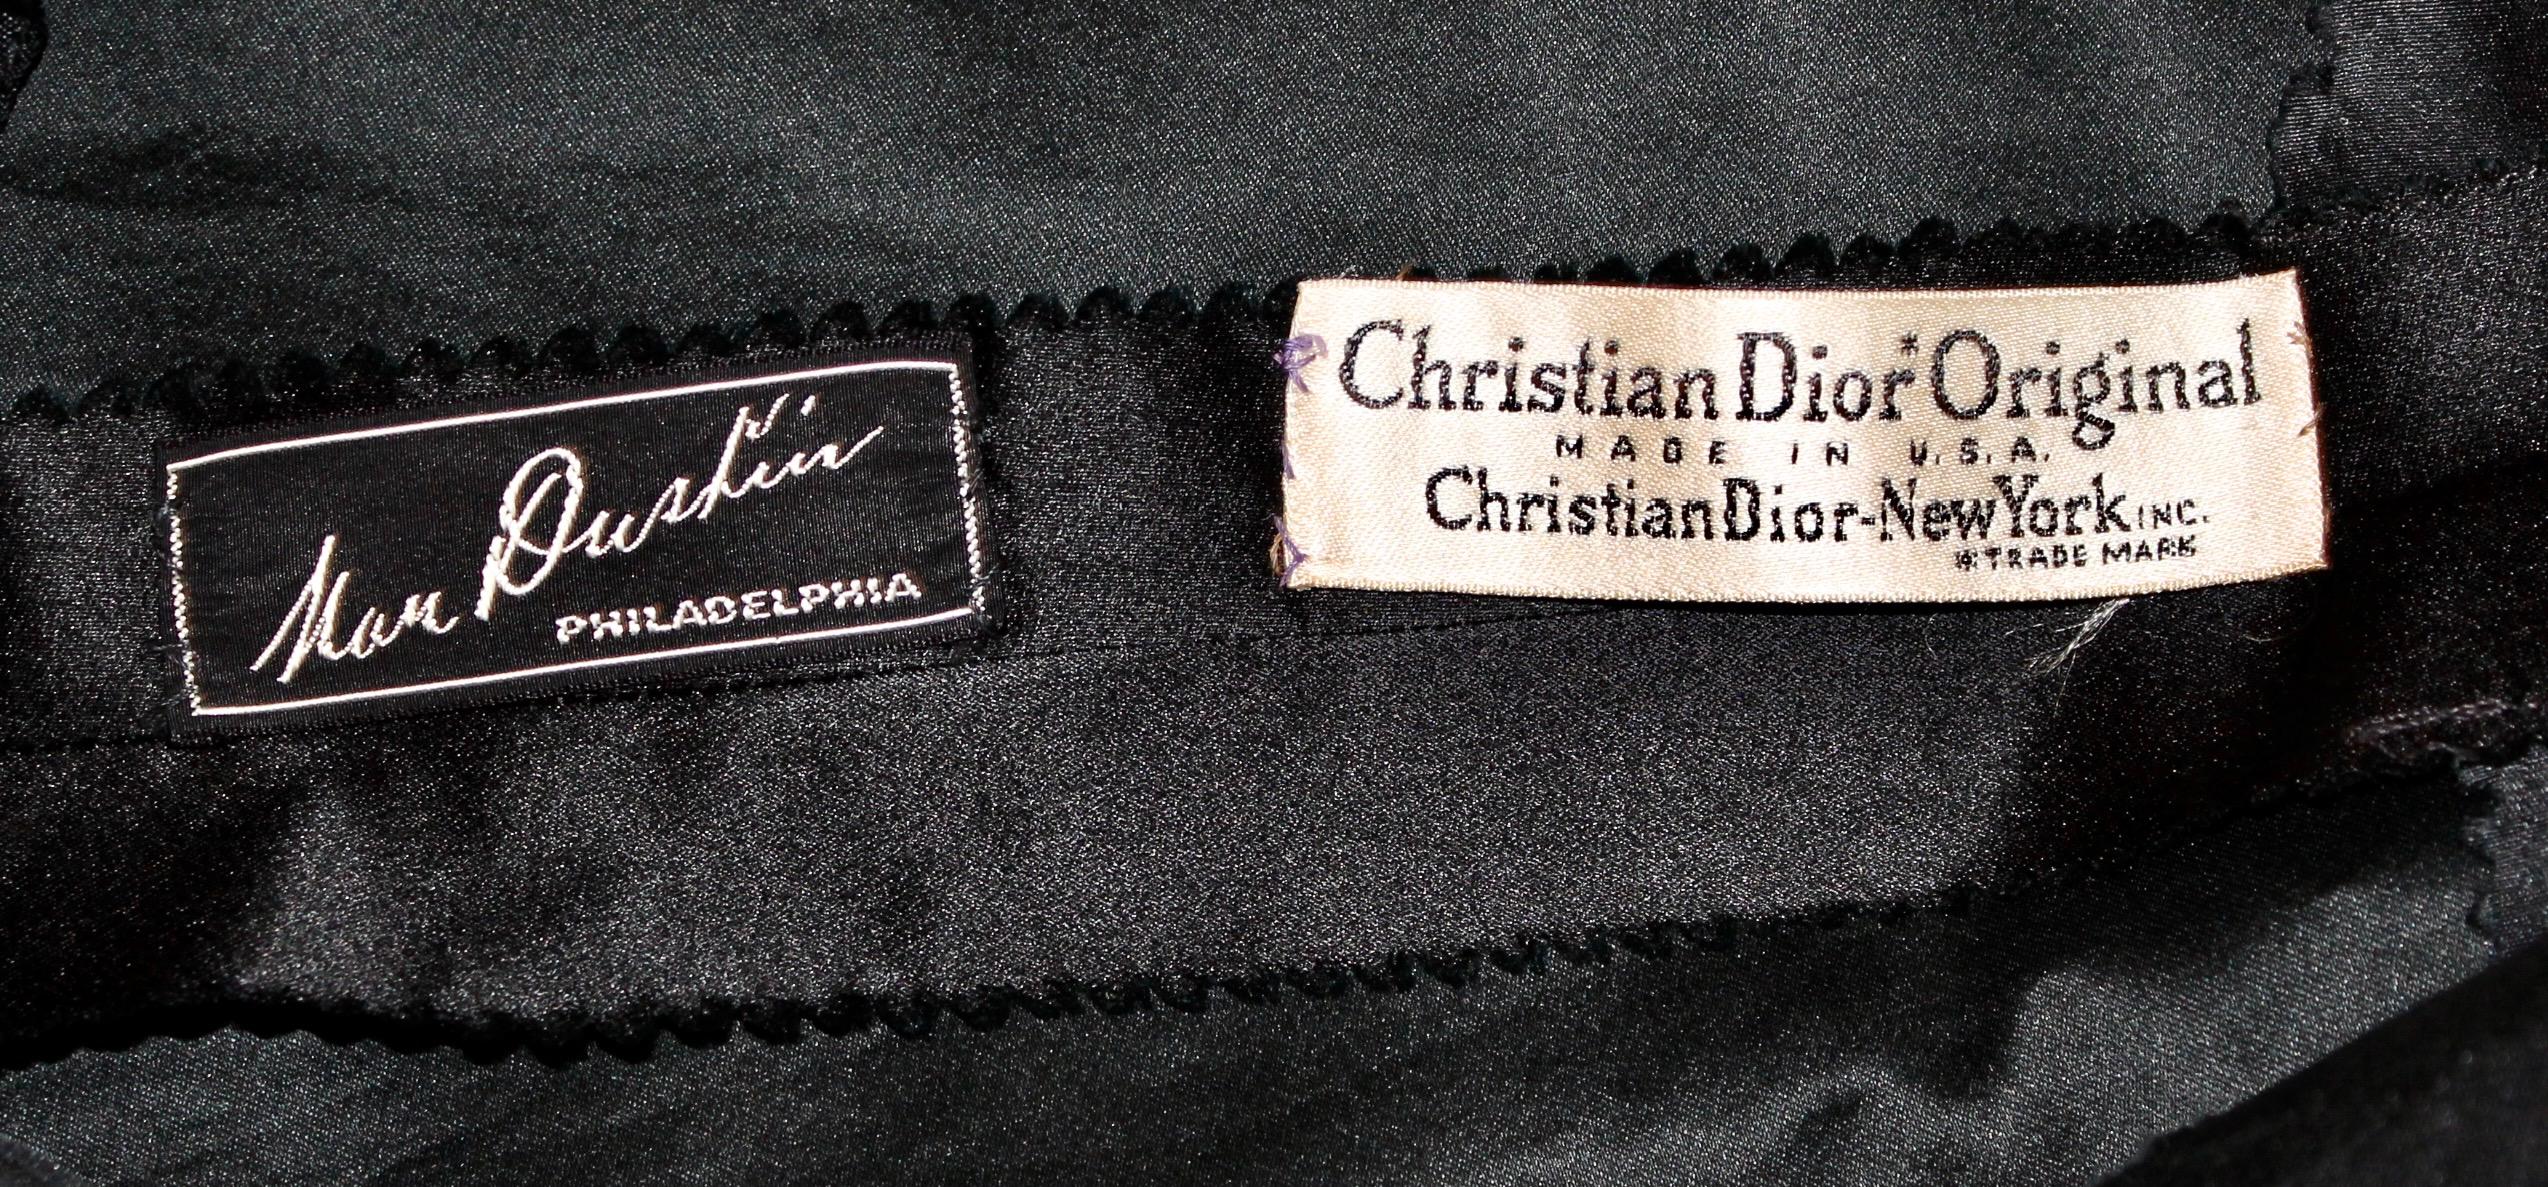 Nan Duskin
PHILADELPHIA
Christian Dior* Original
MADE IN U.S.A.
Christian Dior-New York INC.
*TRADE MARK